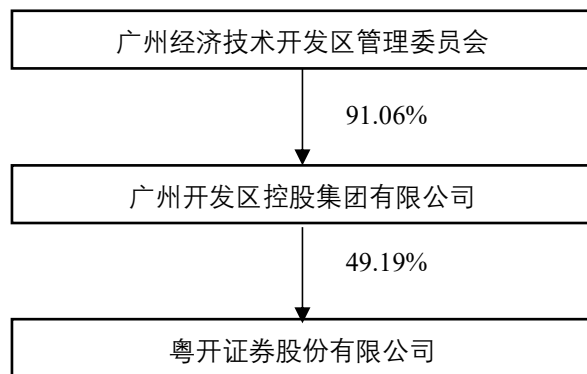 广州经济技术开发区管理委员会
91.06%
广州开发区控股集团有限公司
49.19%
粤开证券股份有限公司